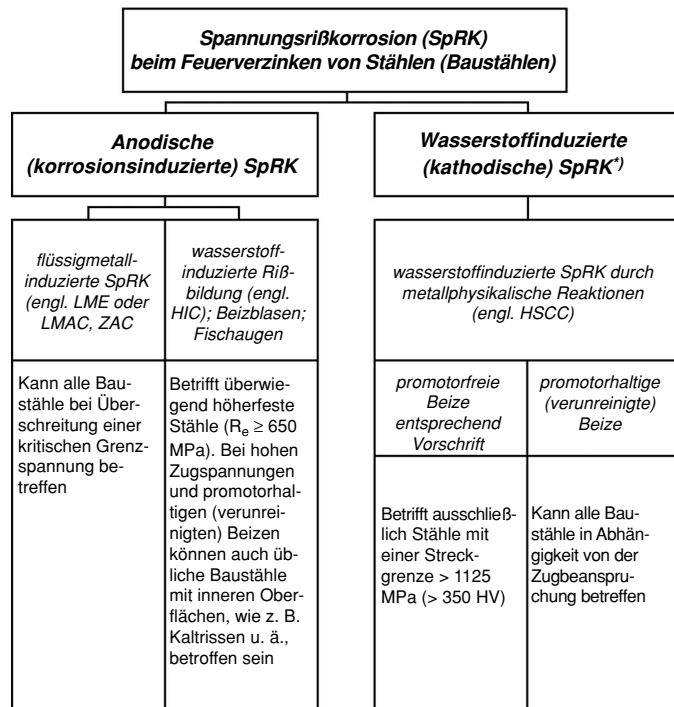 Spannungsrißkorrosion (SpRK)
beim Feuerverzinken von Stählen (Baustählen)
Anodische
(korrosionsinduzierte) SpRK
Wasserstoffinduzierte
(kathodische) SpRK*)
flüssigmetall-
induzierte SpRK
(engl. LME oder
LMAC, ZAC
wasserstoff-
induzierte Riß-
bildung (engl.
HIC); Beizblasen;
Fischaugen
wasserstoffinduzierte SpRK durch
metallphysikalische Reaktionen
(engl. HSCC)
Kann alle Bau-
stähle bei Über-
schreitung einer
kritischen Grenz-
spannung be-
treffen
Betrifft überwie-
gend höherfeste
Stähle (Re ≥ 650
MPa). Bei hohen
Zugspannungen
und promotorhal-
tigen (verunrei-
nigten) Beizen
können auch üb-
liche Baustähle
mit inneren Ober-
flächen, wie z. B.
Kaltrissen u. ä.,
betroffen sein
promotorfreie
Beize
entsprechend
Vorschrift
promotorhaltige
(verunreinigte)
Beize
Betrifft ausschließ-
lich Stähle mit
einer Streck-
grenze > 1125
MPa (> 350 HV)
Kann alle Bau-
stähle in Abhän-
gigkeit von der
Zugbeanspru-
chung betreffen